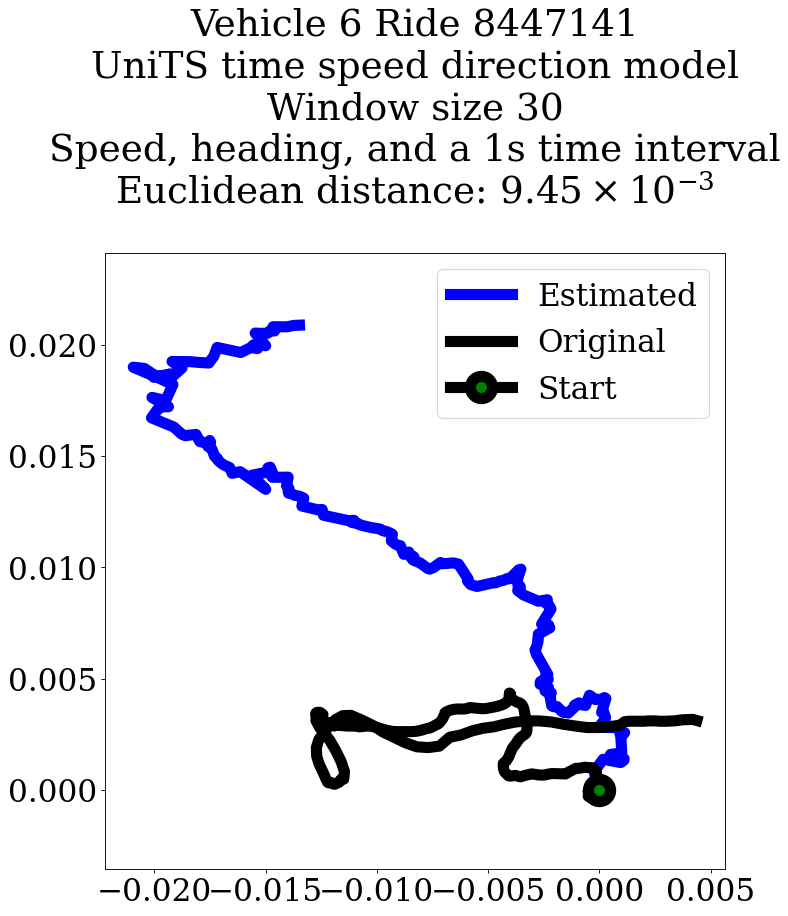 Vehicle 6 Ride 8447141
UniTS time speed direction model
Window size 30
Speed, heading, and a 1s time interval
Euclidean distance: 9.45 × 10⁻³
Estimated
Original
Start
0.020
0.015
0.010
0.005
0.000
−0.020 −0.015 −0.010 −0.005 0.000 0.005